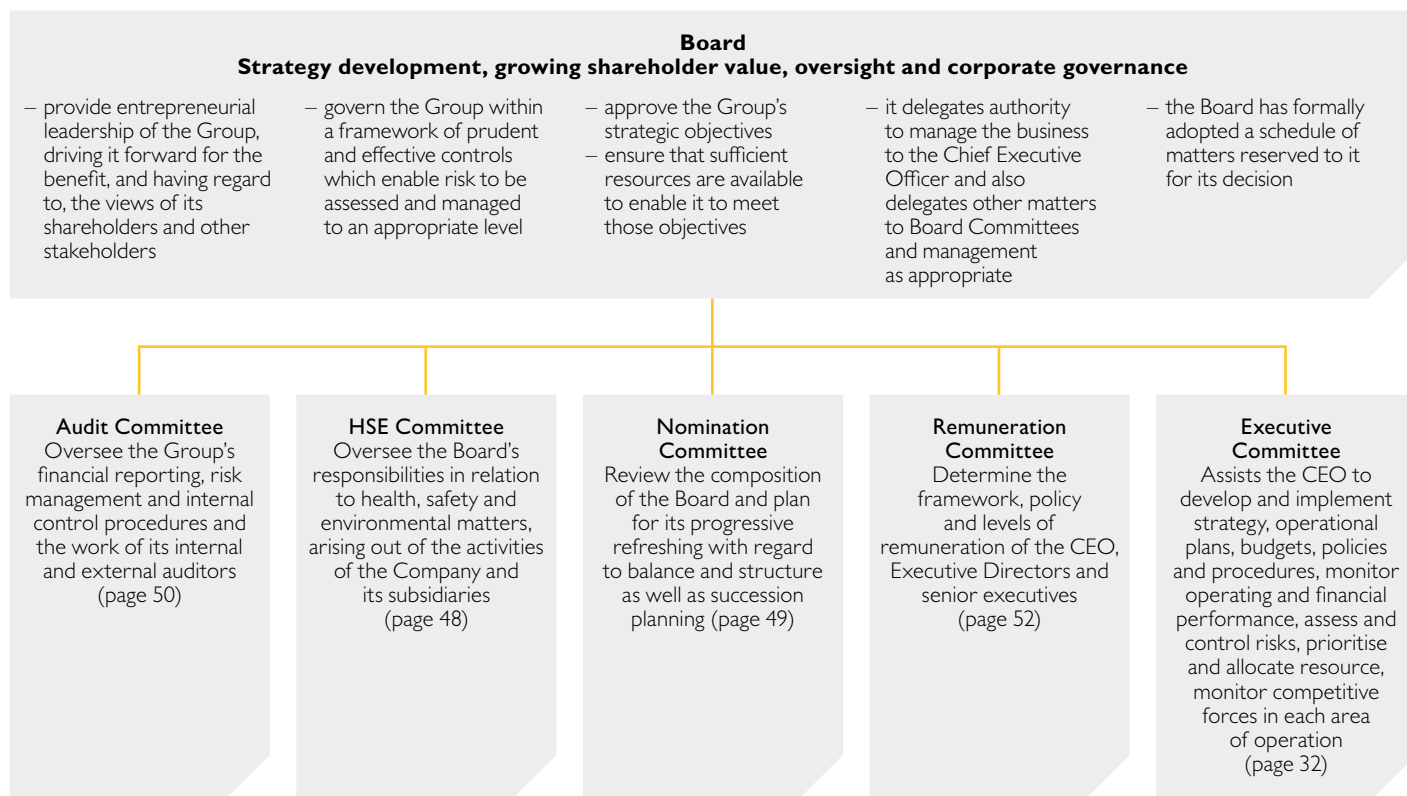 Board
Strategy development, growing shareholder value, oversight and corporate governance
– provide entrepreneurial
leadership of the Group,
driving it forward for the
benefit, and having regard
to, the views of its
shareholders and other
stakeholders
– govern the Group within
a framework of prudent
and effective controls
which enable risk to be
assessed and managed
to an appropriate level
– approve the Group’s
strategic objectives
– ensure that sufficient
resources are available
to enable it to meet
those objectives
– it delegates authority
to manage the business
to the Chief Executive
Officer and also
delegates other matters
to Board Committees
and management
as appropriate
– the Board has formally
adopted a schedule of
matters reserved to it
for its decision
Audit Committee
Oversee the Group’s
financial reporting, risk
management and internal
control procedures and
the work of its internal
and external auditors
(page 50)
HSE Committee
Oversee the Board’s
responsibilities in relation
to health, safety and
environmental matters,
arising out of the activities
of the Company and
its subsidiaries
(page 48)
Nomination
Committee
Review the composition
of the Board and plan
for its progressive
refreshing with regard
to balance and structure
as well as succession
planning (page 49)
Remuneration
Committee
Determine the
framework, policy
and levels of
remuneration of the CEO,
Executive Directors and
senior executives
(page 52)
Executive
Committee
Assists the CEO to
develop and implement
strategy, operational
plans, budgets, policies
and procedures, monitor
operating and financial
performance, assess and
control risks, prioritise
and allocate resource,
monitor competitive
forces in each area
of operation
(page 32)